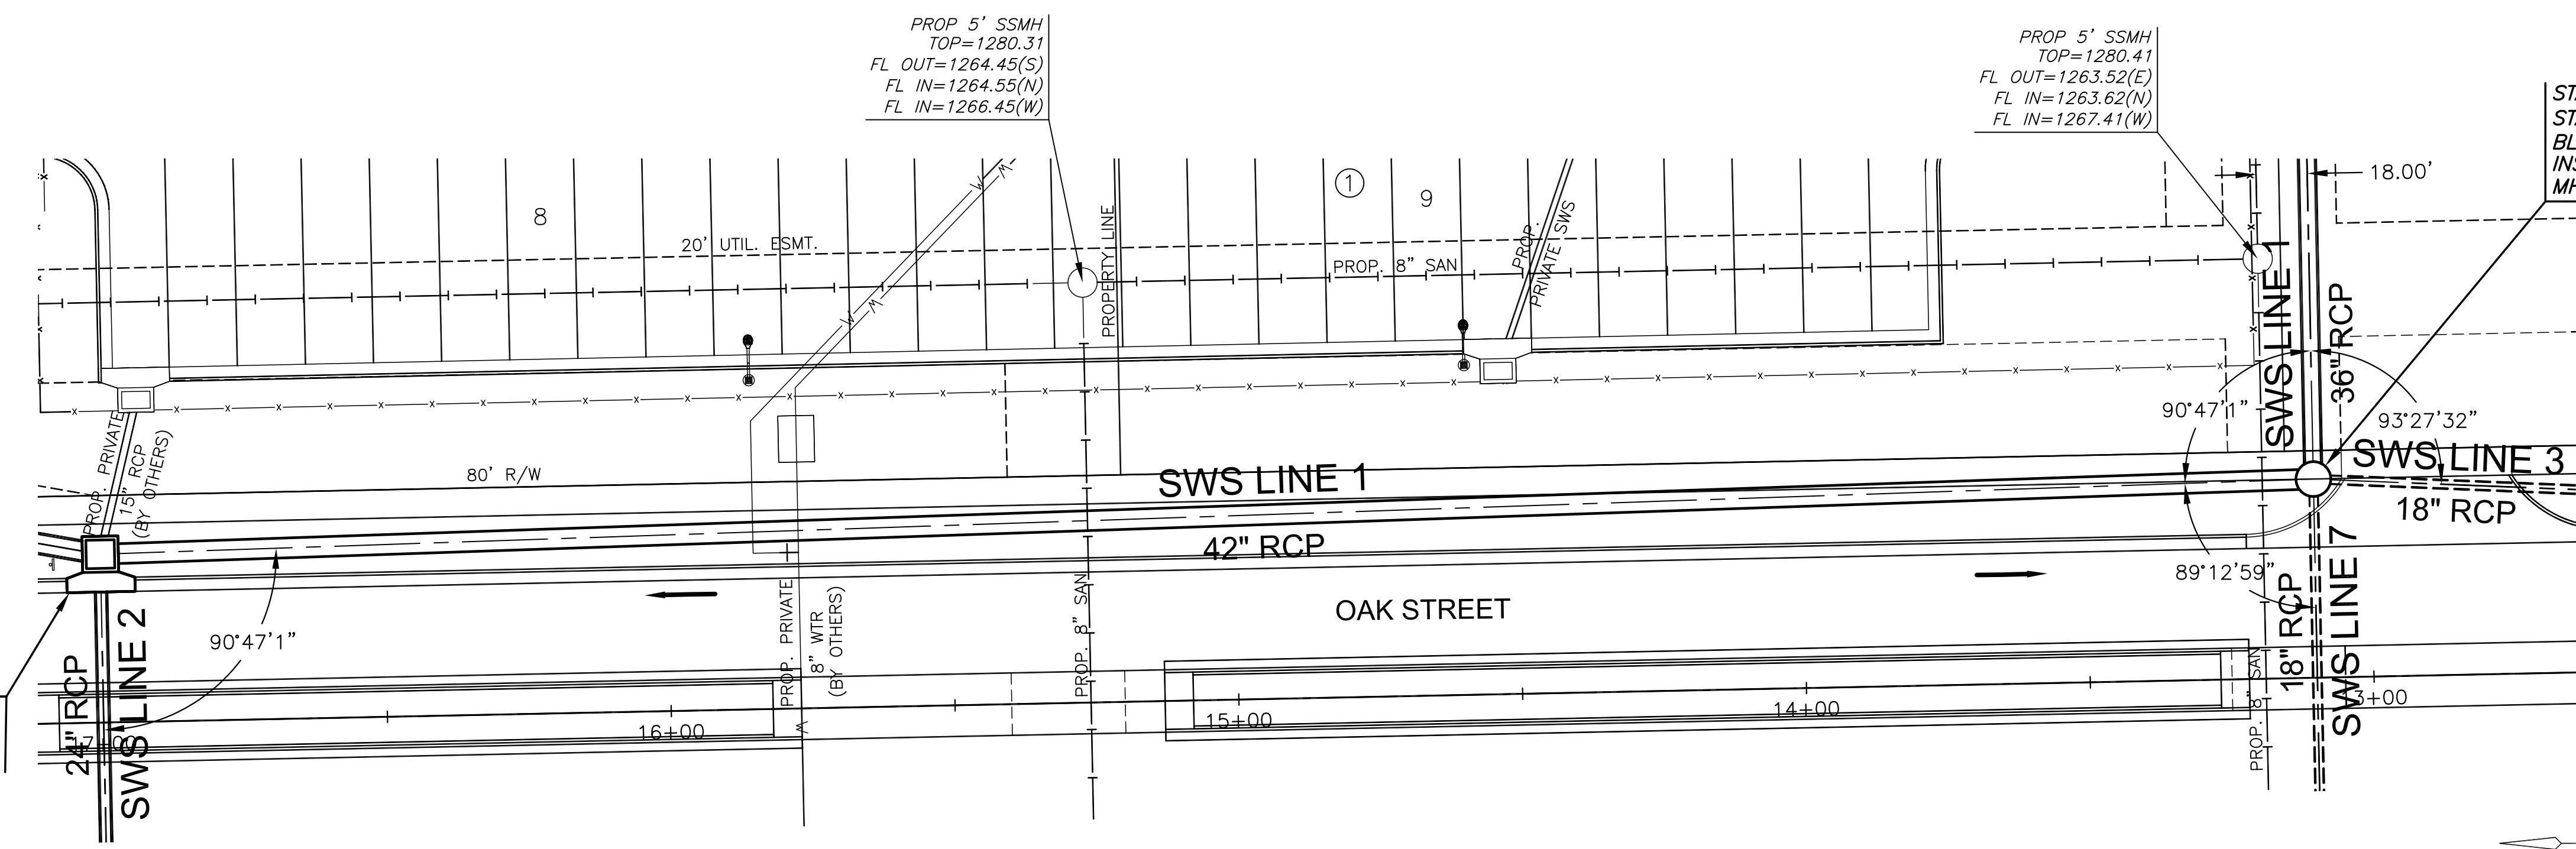 PROP 5' SSMH
TOP=1280.31
FL OUT=1264.45(S)
FL IN=1264.55(N)
FL IN=1266.45(W)
PROP 5' SSMH
TOP=1280.41
FL OUT=1263.52(E)
FL IN=1263.62(N)
FL IN=1267.41(W)
18.00'
8
1
9
20' UTIL. ESMT.
W
W
W
W
PROPERTY LINE
PROP. 8" SAN
PROP.
PRIVATE SWS
SWS LINE 1
36" RCP
90°47'1"
93°27'32"
PROP. PRIVATE
15" RCP
(BY OTHERS)
80' R/W
SWS LINE 1
42" RCP
SWS LINE 3
18" RCP
89°12'59"
18" RCP
SWS LINE 7
24" RCP
SWS LINE 2
90°47'1"
PROP. PRIVATE
8" WTR
(BY OTHERS)
W
PROP. 8" SAN
OAK STREET
PROP. 8" SAN
17+00
16+00
15+00
14+00
3+00